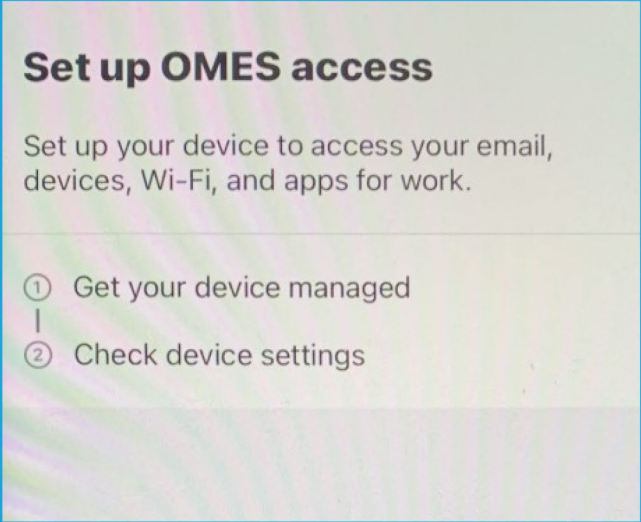 Set up OMES access
Set up your device to access your email,
devices, Wi-Fi, and apps for work.
1 Get your device managed
2 Check device settings